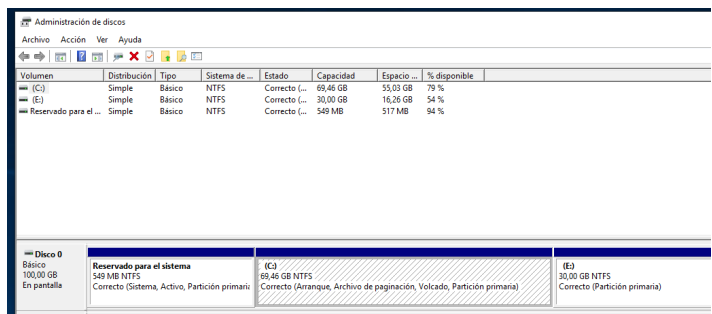 Administración de discos
Archivo Acción Ver Ayuda
Volumen Distribución Tipo Sistema de ... Estado Capacidad Espacio ... % disponible
(C:) Simple Básico NTFS Correcto (... 69,46 GB 55,03 GB 79 %
(E:) Simple Básico NTFS Correcto (... 30,00 GB 16,26 GB 54 %
Reservado para el ... Simple Básico NTFS Correcto (... 549 MB 517 MB 94 %
Disco 0
Básico
100,00 GB
En pantalla
Reservado para el sistema
549 MB NTFS
Correcto (Sistema, Activo, Partición primaria
(C:)
69,46 GB NTFS
Correcto (Arranque, Archivo de paginación, Volcado, Partición primaria)
(E:)
30,00 GB NTFS
Correcto (Partición primaria)